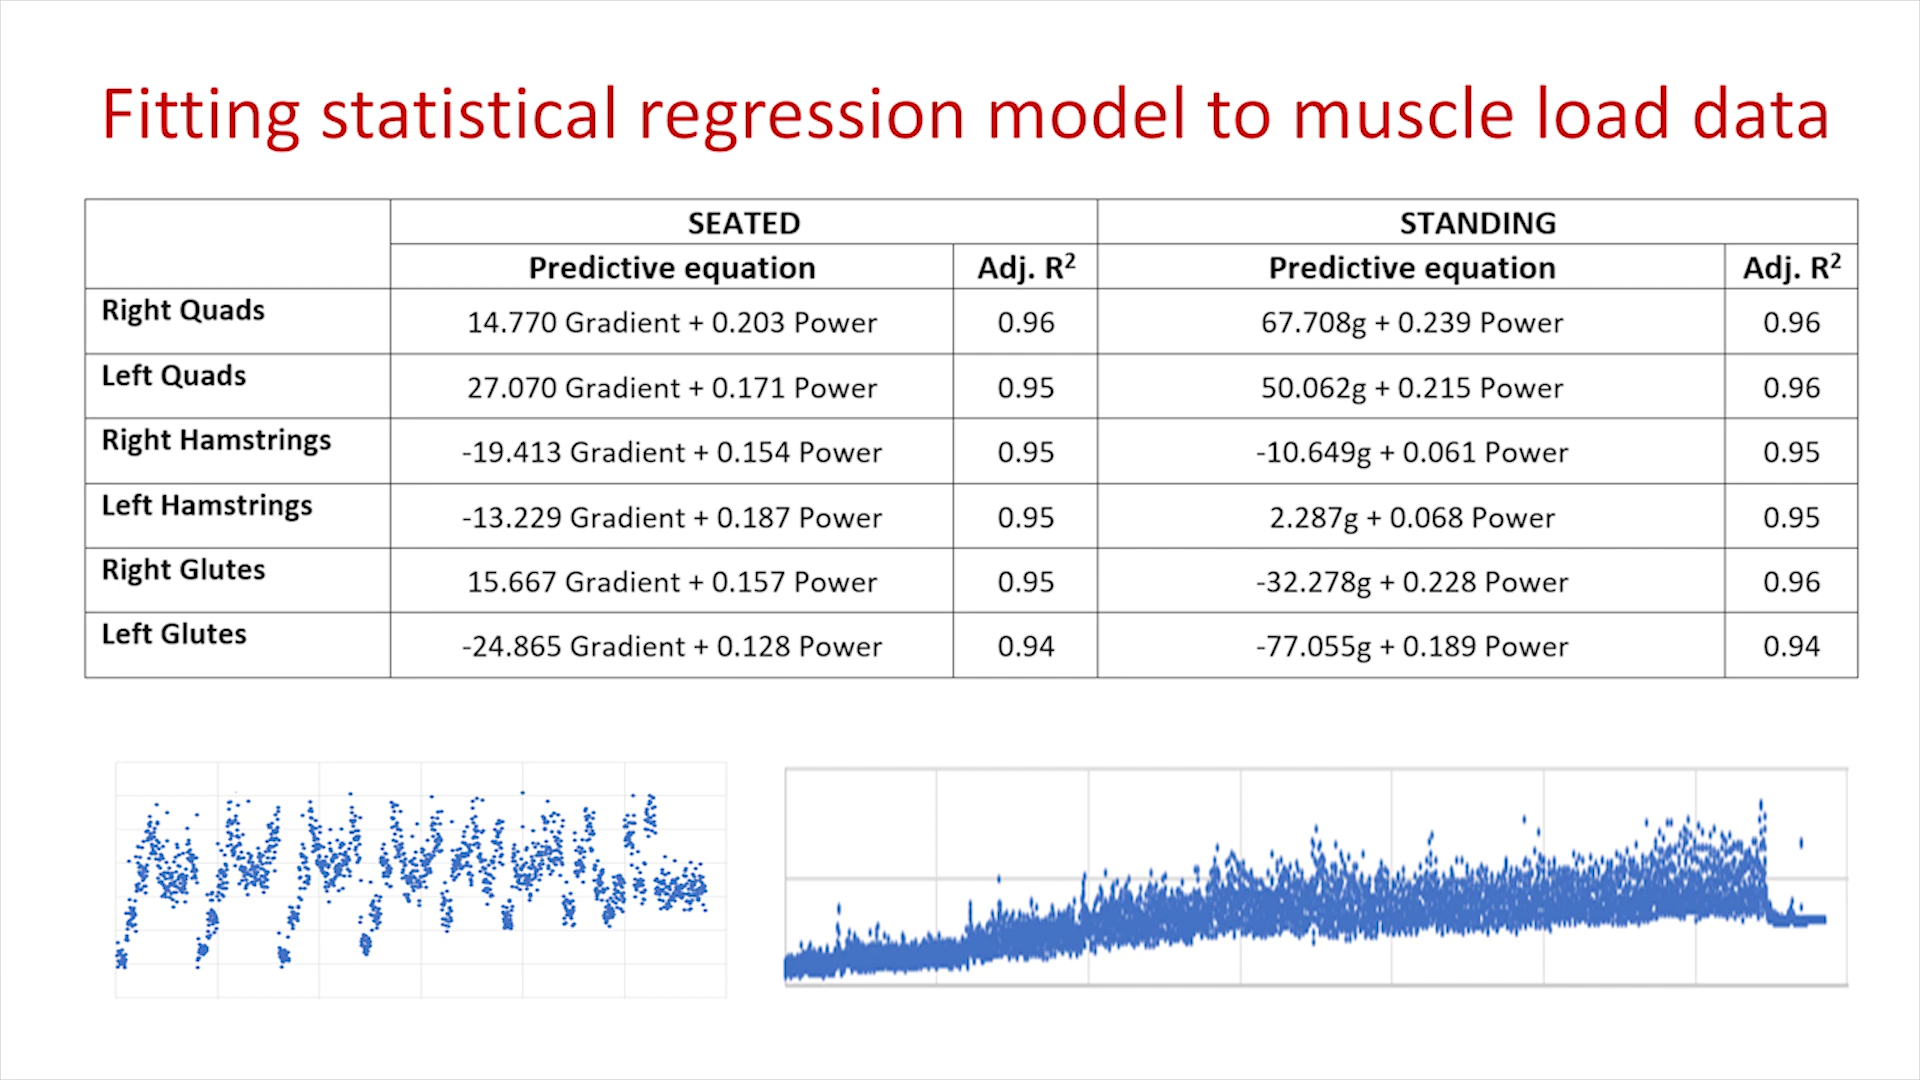 Fitting statistical regression model to muscle load data
SEATED STANDING
Predictive equation Adj. R² Predictive equation Adj. R²
Right Quads 14.770 Gradient + 0.203 Power 0.96 67.708g + 0.239 Power 0.96
Left Quads 27.070 Gradient + 0.171 Power 0.95 50.062g + 0.215 Power 0.96
Right Hamstrings -19.413 Gradient + 0.154 Power 0.95 -10.649g + 0.061 Power 0.95
Left Hamstrings -13.229 Gradient + 0.187 Power 0.95 2.287g + 0.068 Power 0.95
Right Glutes 15.667 Gradient + 0.157 Power 0.95 -32.278g + 0.228 Power 0.96
Left Glutes -24.865 Gradient + 0.128 Power 0.94 -77.055g + 0.189 Power 0.94